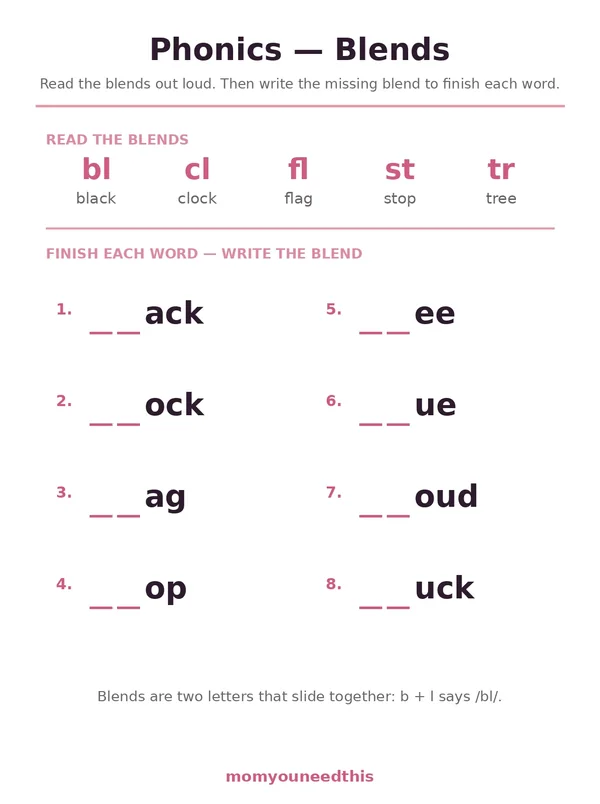 Phonics — Blends
Read the blends out loud. Then write the missing blend to finish each word.
READ THE BLENDS
bl cl fl st tr
black clock flag stop tree
FINISH EACH WORD — WRITE THE BLEND
1. __ __ack 5. __ __ee
2. __ __ock 6. __ __ue
3. __ __ag 7. __ __oud
4. __ __op 8. __ __uck
Blends are two letters that slide together: b + l says /bl/.
momyouneedthis